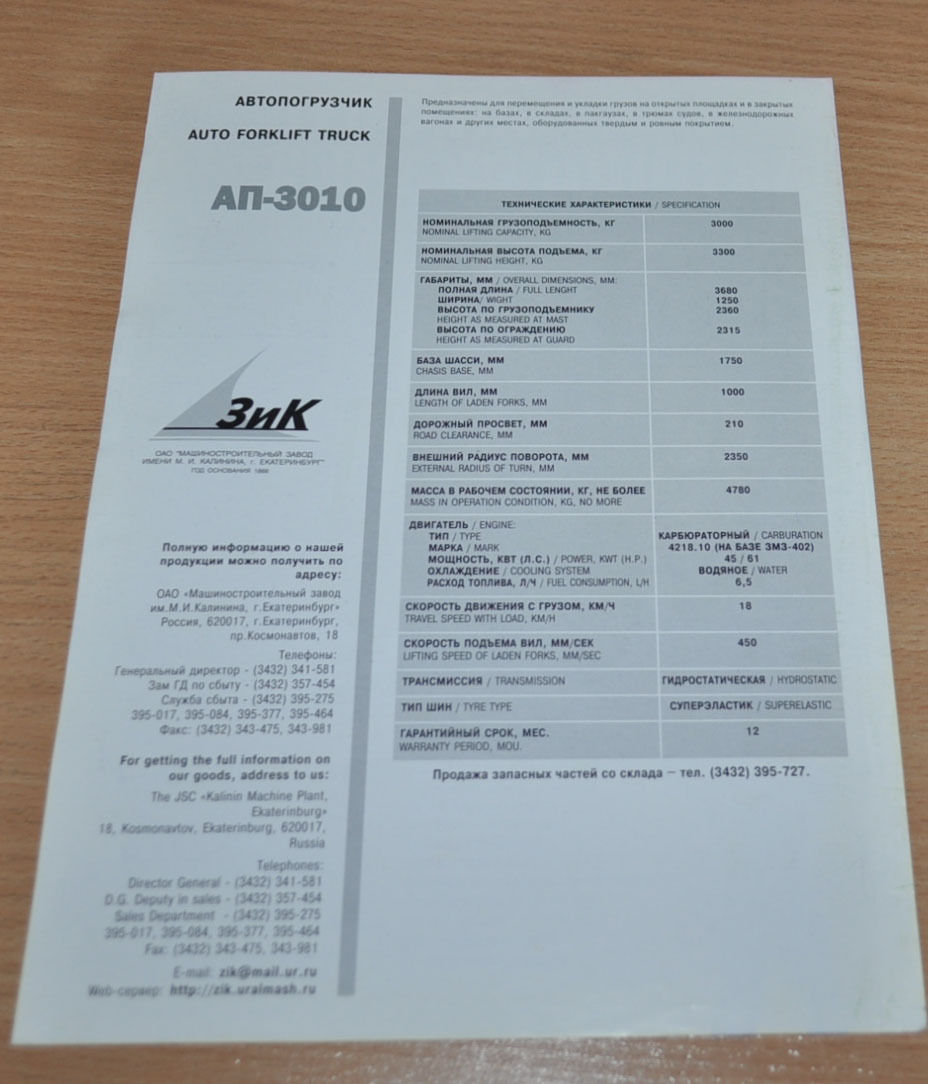 АВТОПОГРУЗЧИК
AUTO FORKLIFT TRUCK
АП-3010
ЗиК
ОАО "МАШИНОСТРОИТЕЛЬНЫЙ ЗАВОД
ИМЕНИ М. И. КАЛИНИНА, г. ЕКАТЕРИНБУРГ"
ГОД ОСНОВАНИЯ 1866
Полную информацию о нашей
продукции можно получить по
адресу:
ОАО «Машиностроительный завод
им.М.И.Калинина, г.Екатеринбург»
Россия, 620017, г.Екатеринбург,
пр.Космонавтов, 18
Телефоны:
Генеральный директор - (3432) 341-581
Зам ГД по сбыту - (3432) 357-454
Служба сбыта - (3432) 395-275
395-017, 395-084, 395-377, 395-464
Факс: (3432) 343-475, 343-981
For getting the full information on
our goods, address to us:
The JSC «Kalinin Machine Plant,
Ekaterinburg»
18, Kosmonavtov, Ekaterinburg, 620017,
Russia
Telephones:
Director General - (3432) 341-581
D.G. Deputy in sales - (3432) 357-454
Sales Department - (3432) 395-275
395-017, 395-084, 395-377, 395-464
Fax: (3432) 343-475, 343-981
E-mail: zik@mail.ur.ru
Web-сервер: http://zik.uralmash.ru
Предназначены для перемещения и укладки грузов на открытых площадках и в закрытых
помещениях: на базах, в складах, в пакгаузах, в трюмах судов, в железнодорожных
вагонах и других местах, оборудованных твердым и ровным покрытием.
ТЕХНИЧЕСКИЕ ХАРАКТЕРИСТИКИ / SPECIFICATION
НОМИНАЛЬНАЯ ГРУЗОПОДЪЕМНОСТЬ, КГ 3000
NOMINAL LIFTING CAPACITY, KG
НОМИНАЛЬНАЯ ВЫСОТА ПОДЪЕМА, КГ 3300
NOMINAL LIFTING HEIGHT, KG
ГАБАРИТЫ, ММ / OVERALL DIMENSIONS, MM:
ПОЛНАЯ ДЛИНА / FULL LENGHT 3680
ШИРИНА/ WIGHT 1250
ВЫСОТА ПО ГРУЗОПОДЪЕМНИКУ 2360
HEIGHT AS MEASURED AT MAST
ВЫСОТА ПО ОГРАЖДЕНИЮ 2315
HEIGHT AS MEASURED AT GUARD
БАЗА ШАССИ, ММ 1750
CHASIS BASE, MM
ДЛИНА ВИЛ, ММ 1000
LENGTH OF LADEN FORKS, MM
ДОРОЖНЫЙ ПРОСВЕТ, ММ 210
ROAD CLEARANCE, MM
ВНЕШНИЙ РАДИУС ПОВОРОТА, ММ 2350
EXTERNAL RADIUS OF TURN, MM
МАССА В РАБОЧЕМ СОСТОЯНИИ, КГ, НЕ БОЛЕЕ 4780
MASS IN OPERATION CONDITION, KG, NO MORE
ДВИГАТЕЛЬ / ENGINE:
ТИП / TYPE КАРБЮРАТОРНЫЙ / CARBURATION
МАРКА / MARK 4218.10 (НА БАЗЕ ЗМЗ-402)
МОЩНОСТЬ, КВТ (Л.С.) / POWER, KWT (H.P.) 45 / 61
ОХЛАЖДЕНИЕ / COOLING SYSTEM ВОДЯНОЕ / WATER
РАСХОД ТОПЛИВА, Л/Ч / FUEL CONSUMPTION, L/H 6,5
СКОРОСТЬ ДВИЖЕНИЯ С ГРУЗОМ, КМ/Ч 18
TRAVEL SPEED WITH LOAD, KM/H
СКОРОСТЬ ПОДЪЕМА ВИЛ, ММ/СЕК 450
LIFTING SPEED OF LADEN FORKS, MM/SEC
ТРАНСМИССИЯ / TRANSMISSION ГИДРОСТАТИЧЕСКАЯ / HYDROSTATIC
ТИП ШИН / TYRE TYPE СУПЕРЭЛАСТИК / SUPERELASTIC
ГАРАНТИЙНЫЙ СРОК, МЕС. 12
WARRANTY PERIOD, MOU.
Продажа запасных частей со склада – тел. (3432) 395-727.